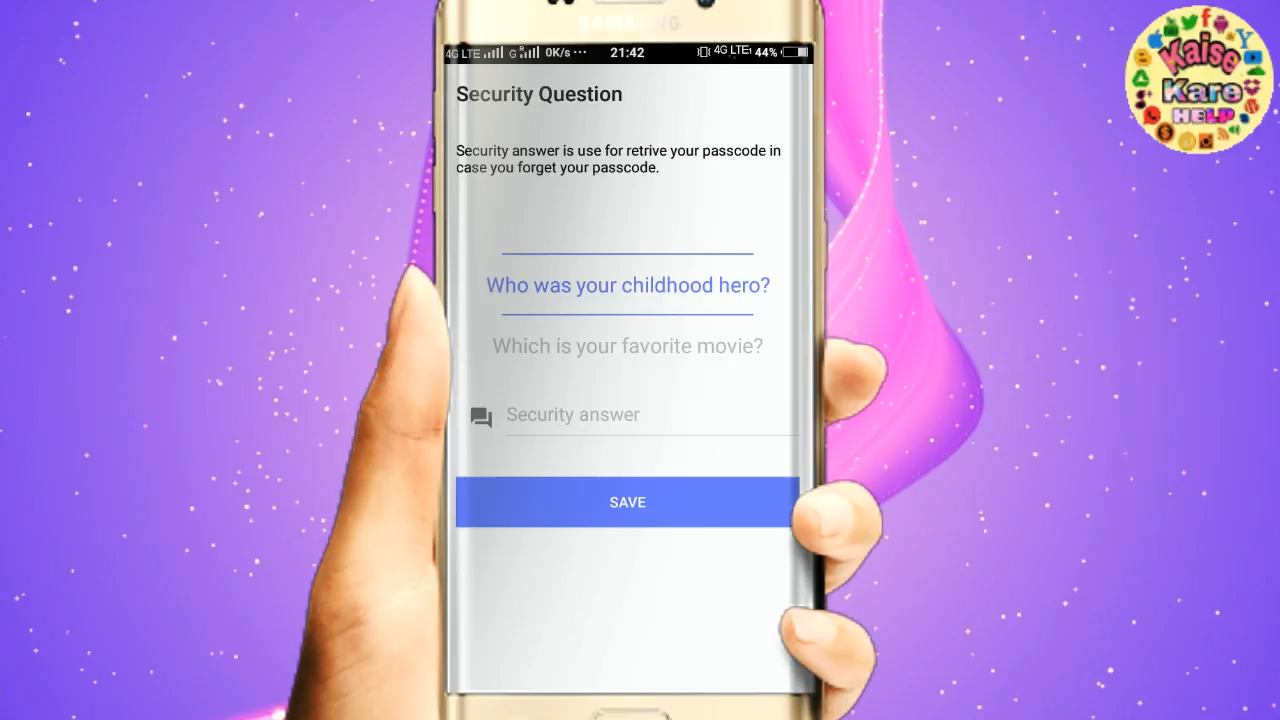 SAMSUNG
4G LTE G R 0K/s ··· 21:42 4G LTE 44%
Security Question
Security answer is use for retrive your passcode in
case you forget your passcode.
Who was your childhood hero?
Which is your favorite movie?
Security answer
SAVE
Kaise
Kare
HELP